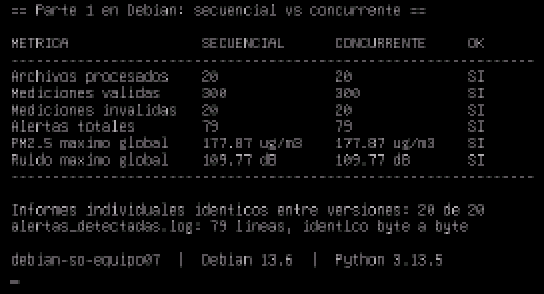 == Parte 1 en Debian: secuencial vs concurrente ==
METRICA SECUENCIAL CONCURRENTE OK
--------------------------------------------------------------
Archivos procesados 20 20 SI
Mediciones validas 300 300 SI
Mediciones invalidas 20 20 SI
Alertas totales 79 79 SI
PM2.5 maximo global 177.87 ug/m3 177.87 ug/m3 SI
Ruido maximo global 109.77 dB 109.77 dB SI
--------------------------------------------------------------
Informes individuales identicos entre versiones: 20 de 20
alertas_detectadas.log: 79 lineas, identico byte a byte
debian-so-equipo07 | Debian 13.6 | Python 3.13.5